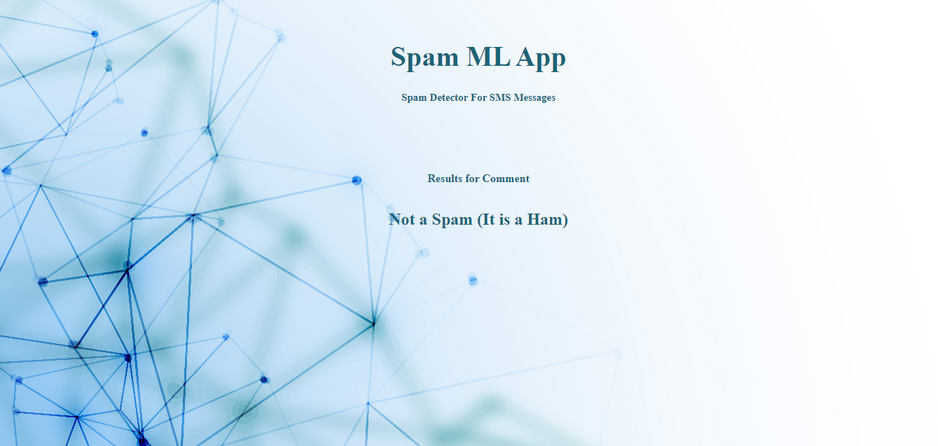 Spam ML App
Spam Detector For SMS Messages
Results for Comment
Not a Spam (It is a Ham)